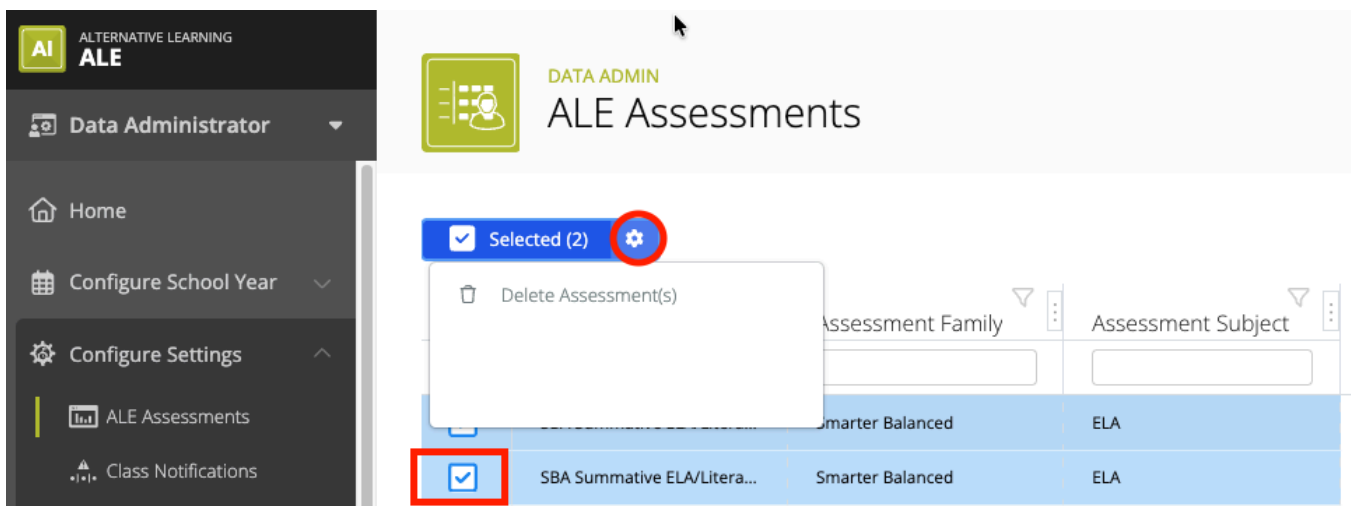 AI
ALTERNATIVE LEARNING
ALE
Data Administrator
Home
Configure School Year
Configure Settings
ALE Assessments
Class Notifications
DATA ADMIN
ALE Assessments
Selected (2)
Delete Assessment(s)
Assessment Family
Assessment Subject
Smarter Balanced
ELA
SBA Summative ELA/Litera...
Smarter Balanced
ELA